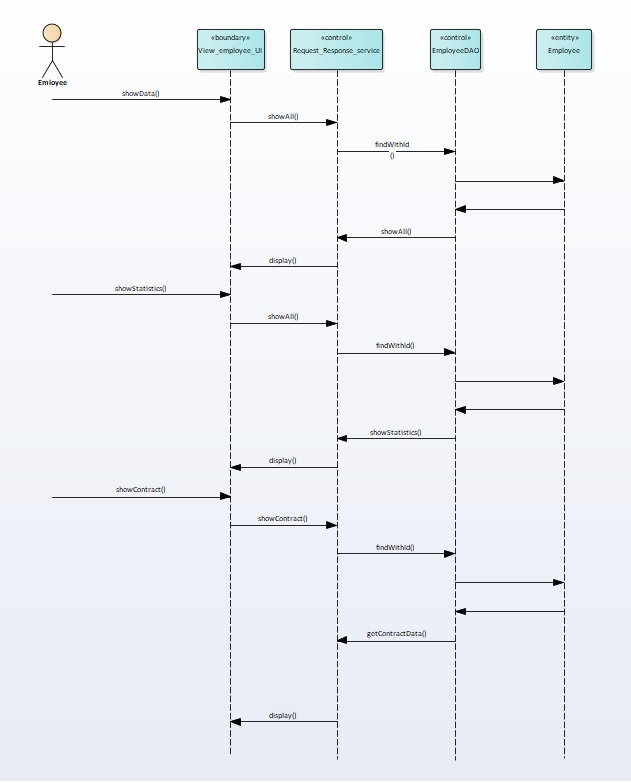 «boundary»
View_employee_UI
«control»
Request_Response_service
«control»
EmployeeDAO
«entity»
Employee
Emloyee
showData()
showAll()
findWithId
()
showAll()
display()
showStatistics()
showAll()
findWithId()
showStatistics()
display()
showContract()
showContract()
findWithId()
getContractData()
display()